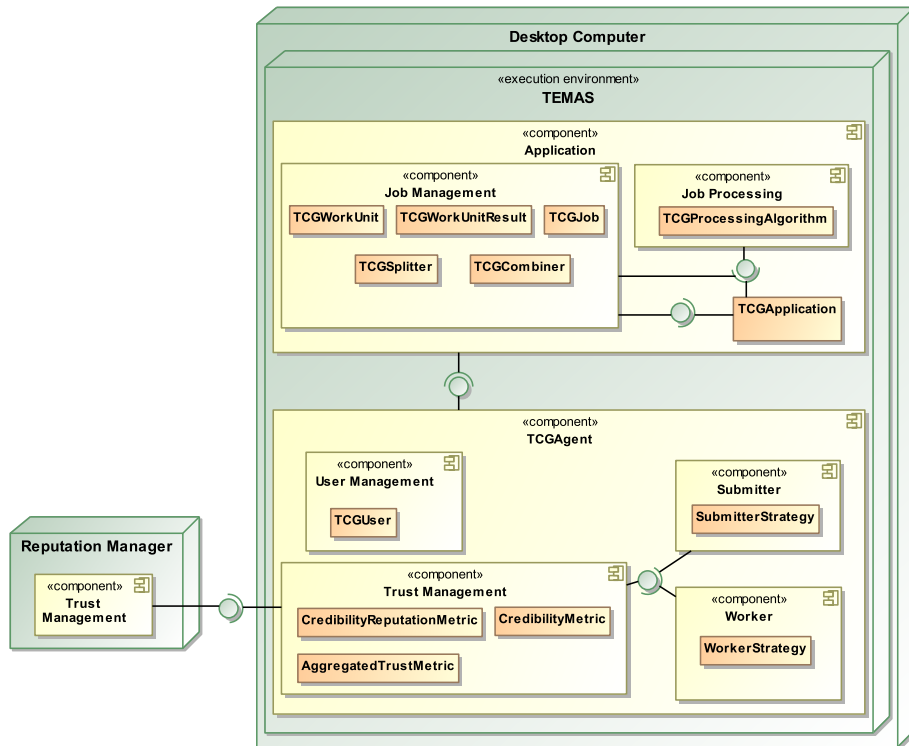 Desktop Computer
«execution environment»
TEMAS
«component»
Application
«component»
Job Management
TCGWorkUnit
TCGWorkUnitResult
TCGJob
TCGSplitter
TCGCombiner
«component»
Job Processing
TCGProcessingAlgorithm
TCGApplication
«component»
TCGAgent
«component»
User Management
TCGUser
«component»
Submitter
SubmitterStrategy
Reputation Manager
«component»
Trust
Management
«component»
Trust Management
CredibilityReputationMetric
CredibilityMetric
AggregatedTrustMetric
«component»
Worker
WorkerStrategy